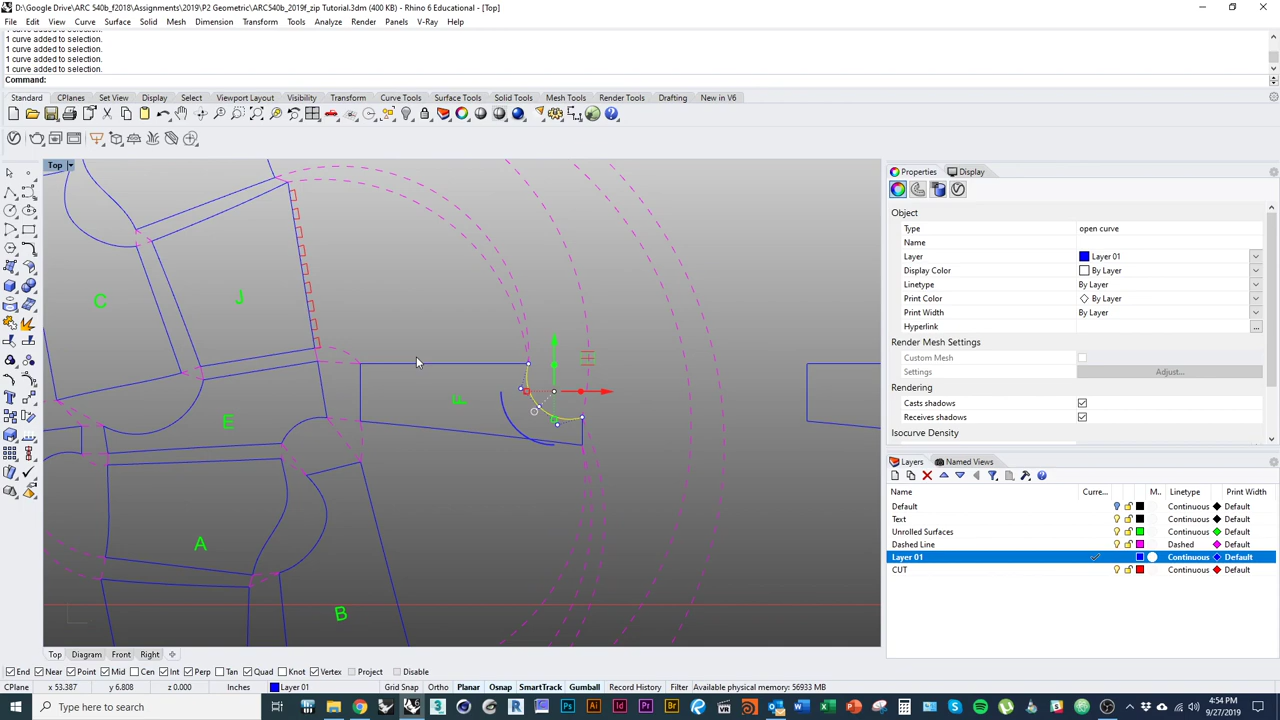 D:\Google Drive\ARC S40b_f2018\Assignments\2019\P2 Geometric\ARCS40b_2019f_zip Tutorial.3dm (400 KB) - Rhino 6 Educational - [Top]
File Edit View Curve Surface Solid Mesh Dimension Transform Tools Analyze Render Panels V-Ray Help
1 curve added to selection.
1 curve added to selection.
1 curve added to selection.
1 curve added to selection.
Command:
Standard CPlanes Set View Display Select Viewport Layout Visibility Transform Curve Tools Surface Tools Solid Tools Mesh Tools Render Tools Drafting New in V6
Top
C
J
E
F
A
B
Properties Display
Object
Type open curve
Name
Layer Layer 01
Display Color By Layer
Linetype By Layer
Print Color By Layer
Print Width By Layer
Hyperlink
Render Mesh Settings
Custom Mesh
Settings Adjust...
Rendering
Casts shadows
Receives shadows
Isocurve Density
Layers Named Views
Name Curre... M... Linetype Print Width
Default Continuous Default
Text Continuous Default
Unrolled Surfaces Continuous Default
Dashed Line Dashed Default
Layer 01 Continuous Default
CUT Continuous Default
Top Diagram Front Right
End Near Point Mid Cen Int Perp Tan Quad Knot Vertex Project Disable
CPlane x 53.387 y 6.808 z 0.000 Inches Layer 01 Grid Snap Ortho Planar Osnap SmartTrack Gumball Record History Filter Available physical memory: 56933 MB
Type here to search
4:54 PM
9/27/2019